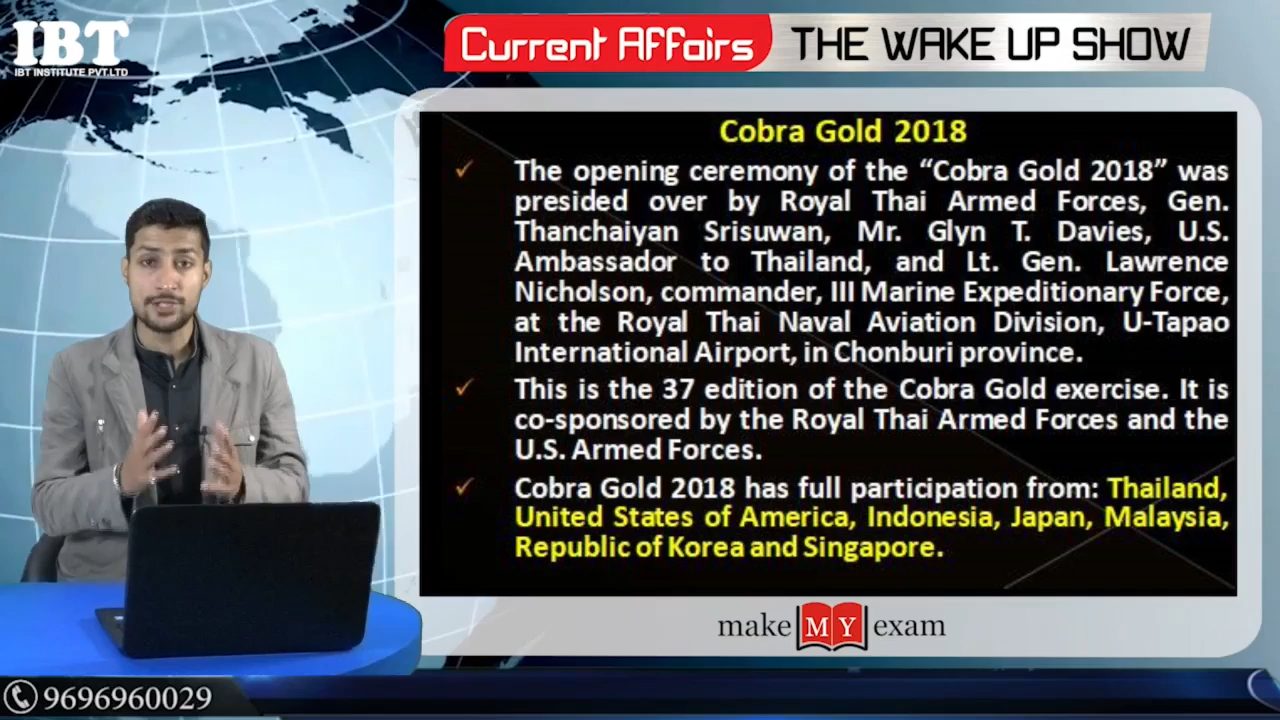 IBT
IBT INSTITUTE PVT.LTD
Current Affairs THE WAKE UP SHOW
Cobra Gold 2018
✓ The opening ceremony of the “Cobra Gold 2018” was
presided over by Royal Thai Armed Forces, Gen.
Thanchaiyan Srisuwan, Mr. Glyn T. Davies, U.S.
Ambassador to Thailand, and Lt. Gen. Lawrence
Nicholson, commander, III Marine Expeditionary Force,
at the Royal Thai Naval Aviation Division, U-Tapao
International Airport, in Chonburi province.
✓ This is the 37 edition of the Cobra Gold exercise. It is
co-sponsored by the Royal Thai Armed Forces and the
U.S. Armed Forces.
✓ Cobra Gold 2018 has full participation from: Thailand,
United States of America, Indonesia, Japan, Malaysia,
Republic of Korea and Singapore.
make MY exam
9696960029